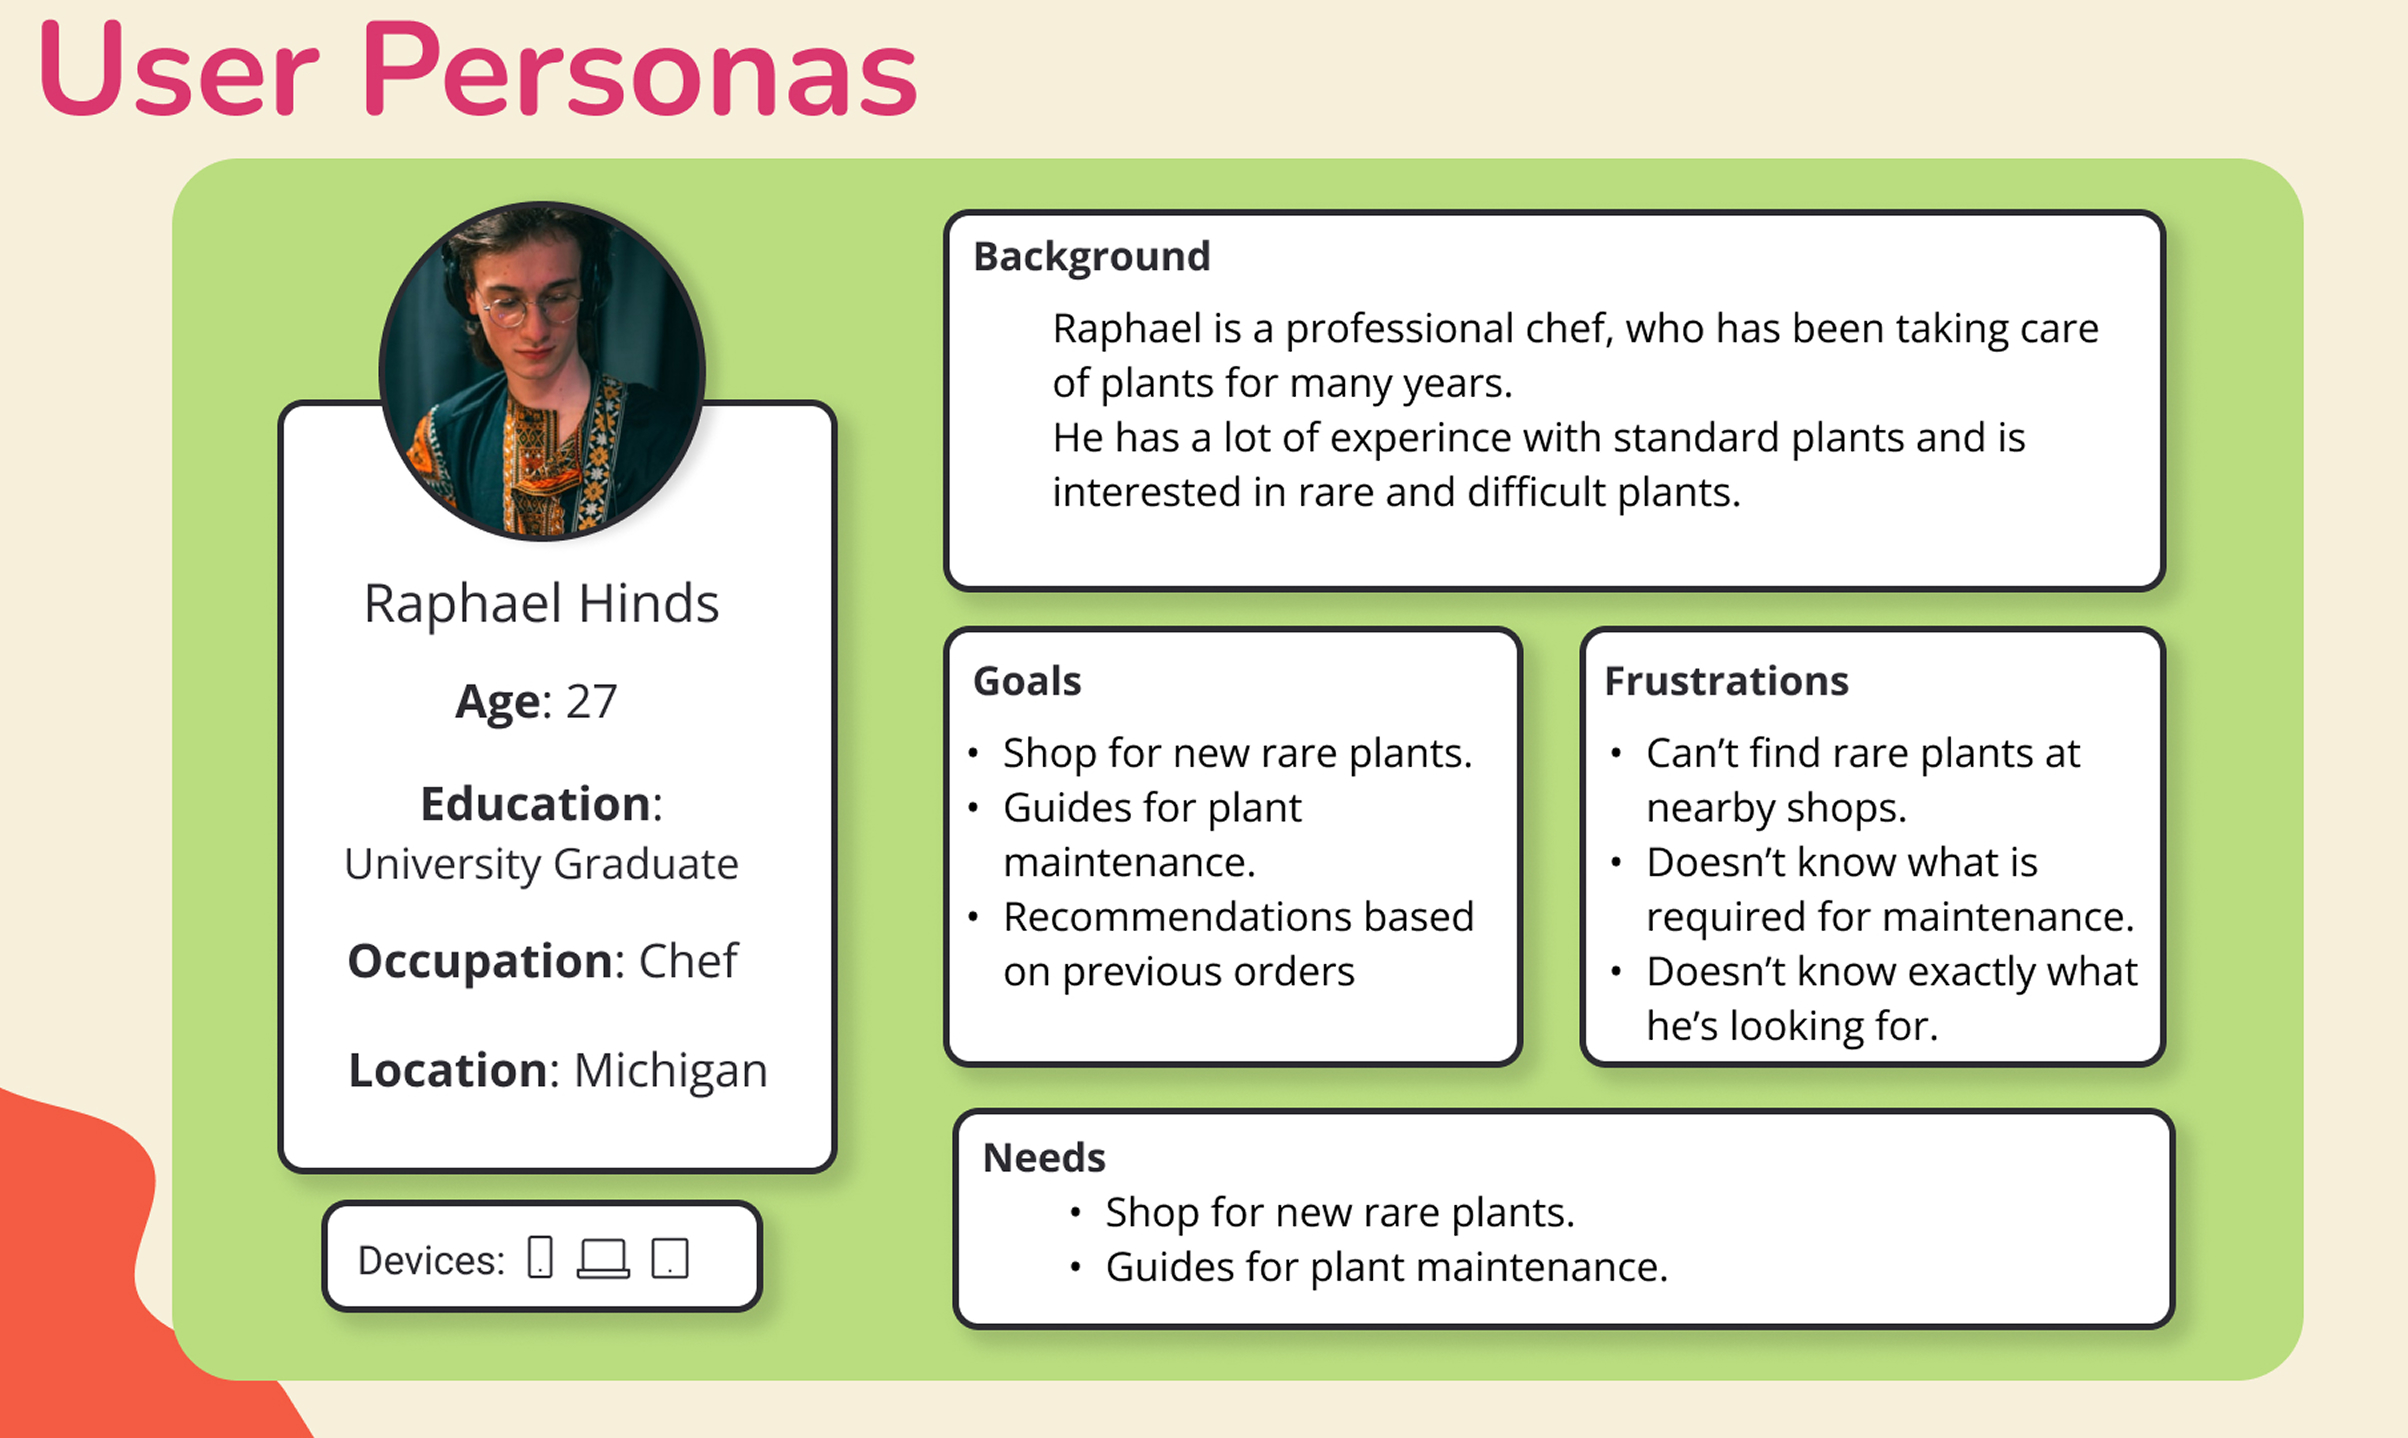 User Personas
Raphael Hinds
Age: 27
Education:
University Graduate
Occupation: Chef
Location: Michigan
Devices:
Background
Raphael is a professional chef, who has been taking care
of plants for many years.
He has a lot of experince with standard plants and is
interested in rare and difficult plants.
Goals
• Shop for new rare plants.
• Guides for plant
maintenance.
• Recommendations based
on previous orders
Frustrations
• Can’t find rare plants at
nearby shops.
• Doesn’t know what is
required for maintenance.
• Doesn’t know exactly what
he’s looking for.
Needs
• Shop for new rare plants.
• Guides for plant maintenance.